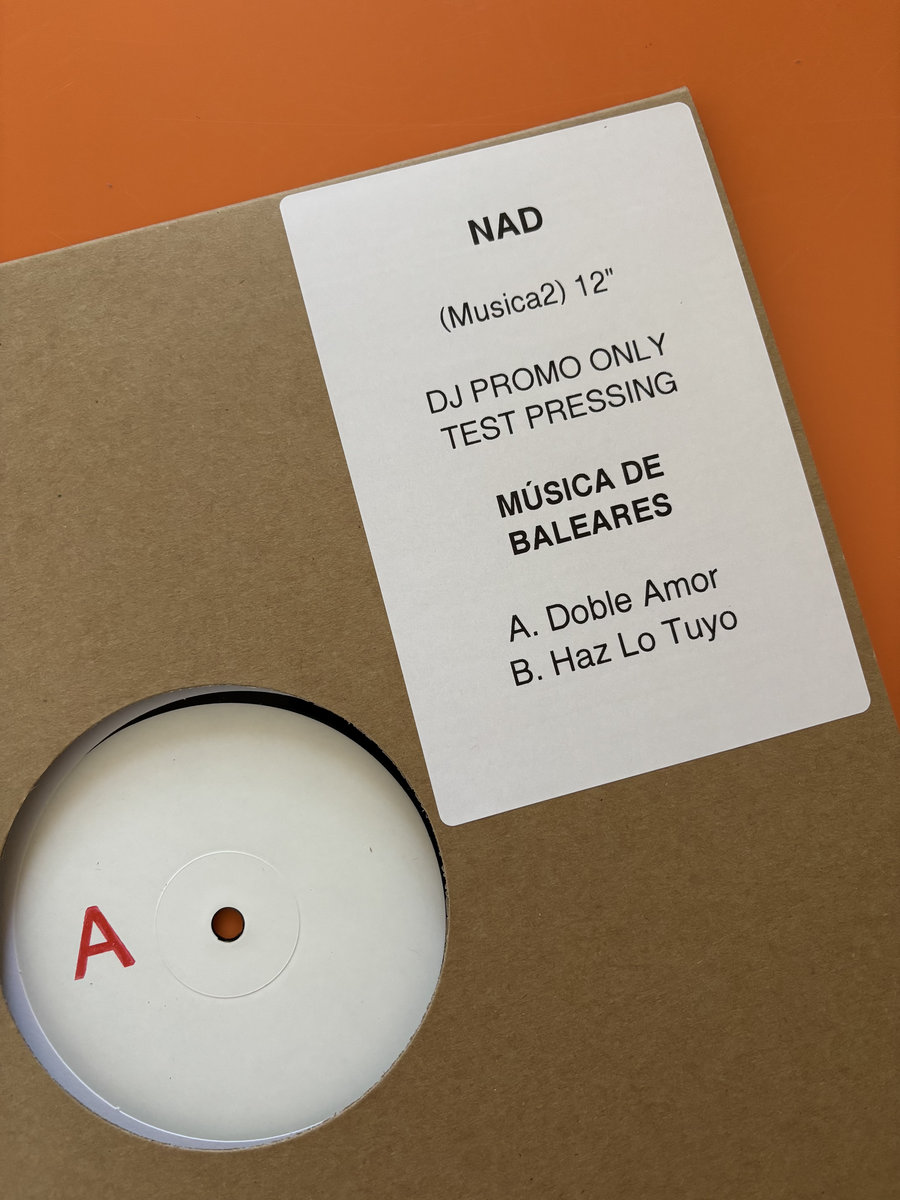 NAD
(Musica2) 12"
DJ PROMO ONLY
TEST PRESSING
MÚSICA DE
BALEARES
A. Doble Amor
B. Haz Lo Tuyo
A